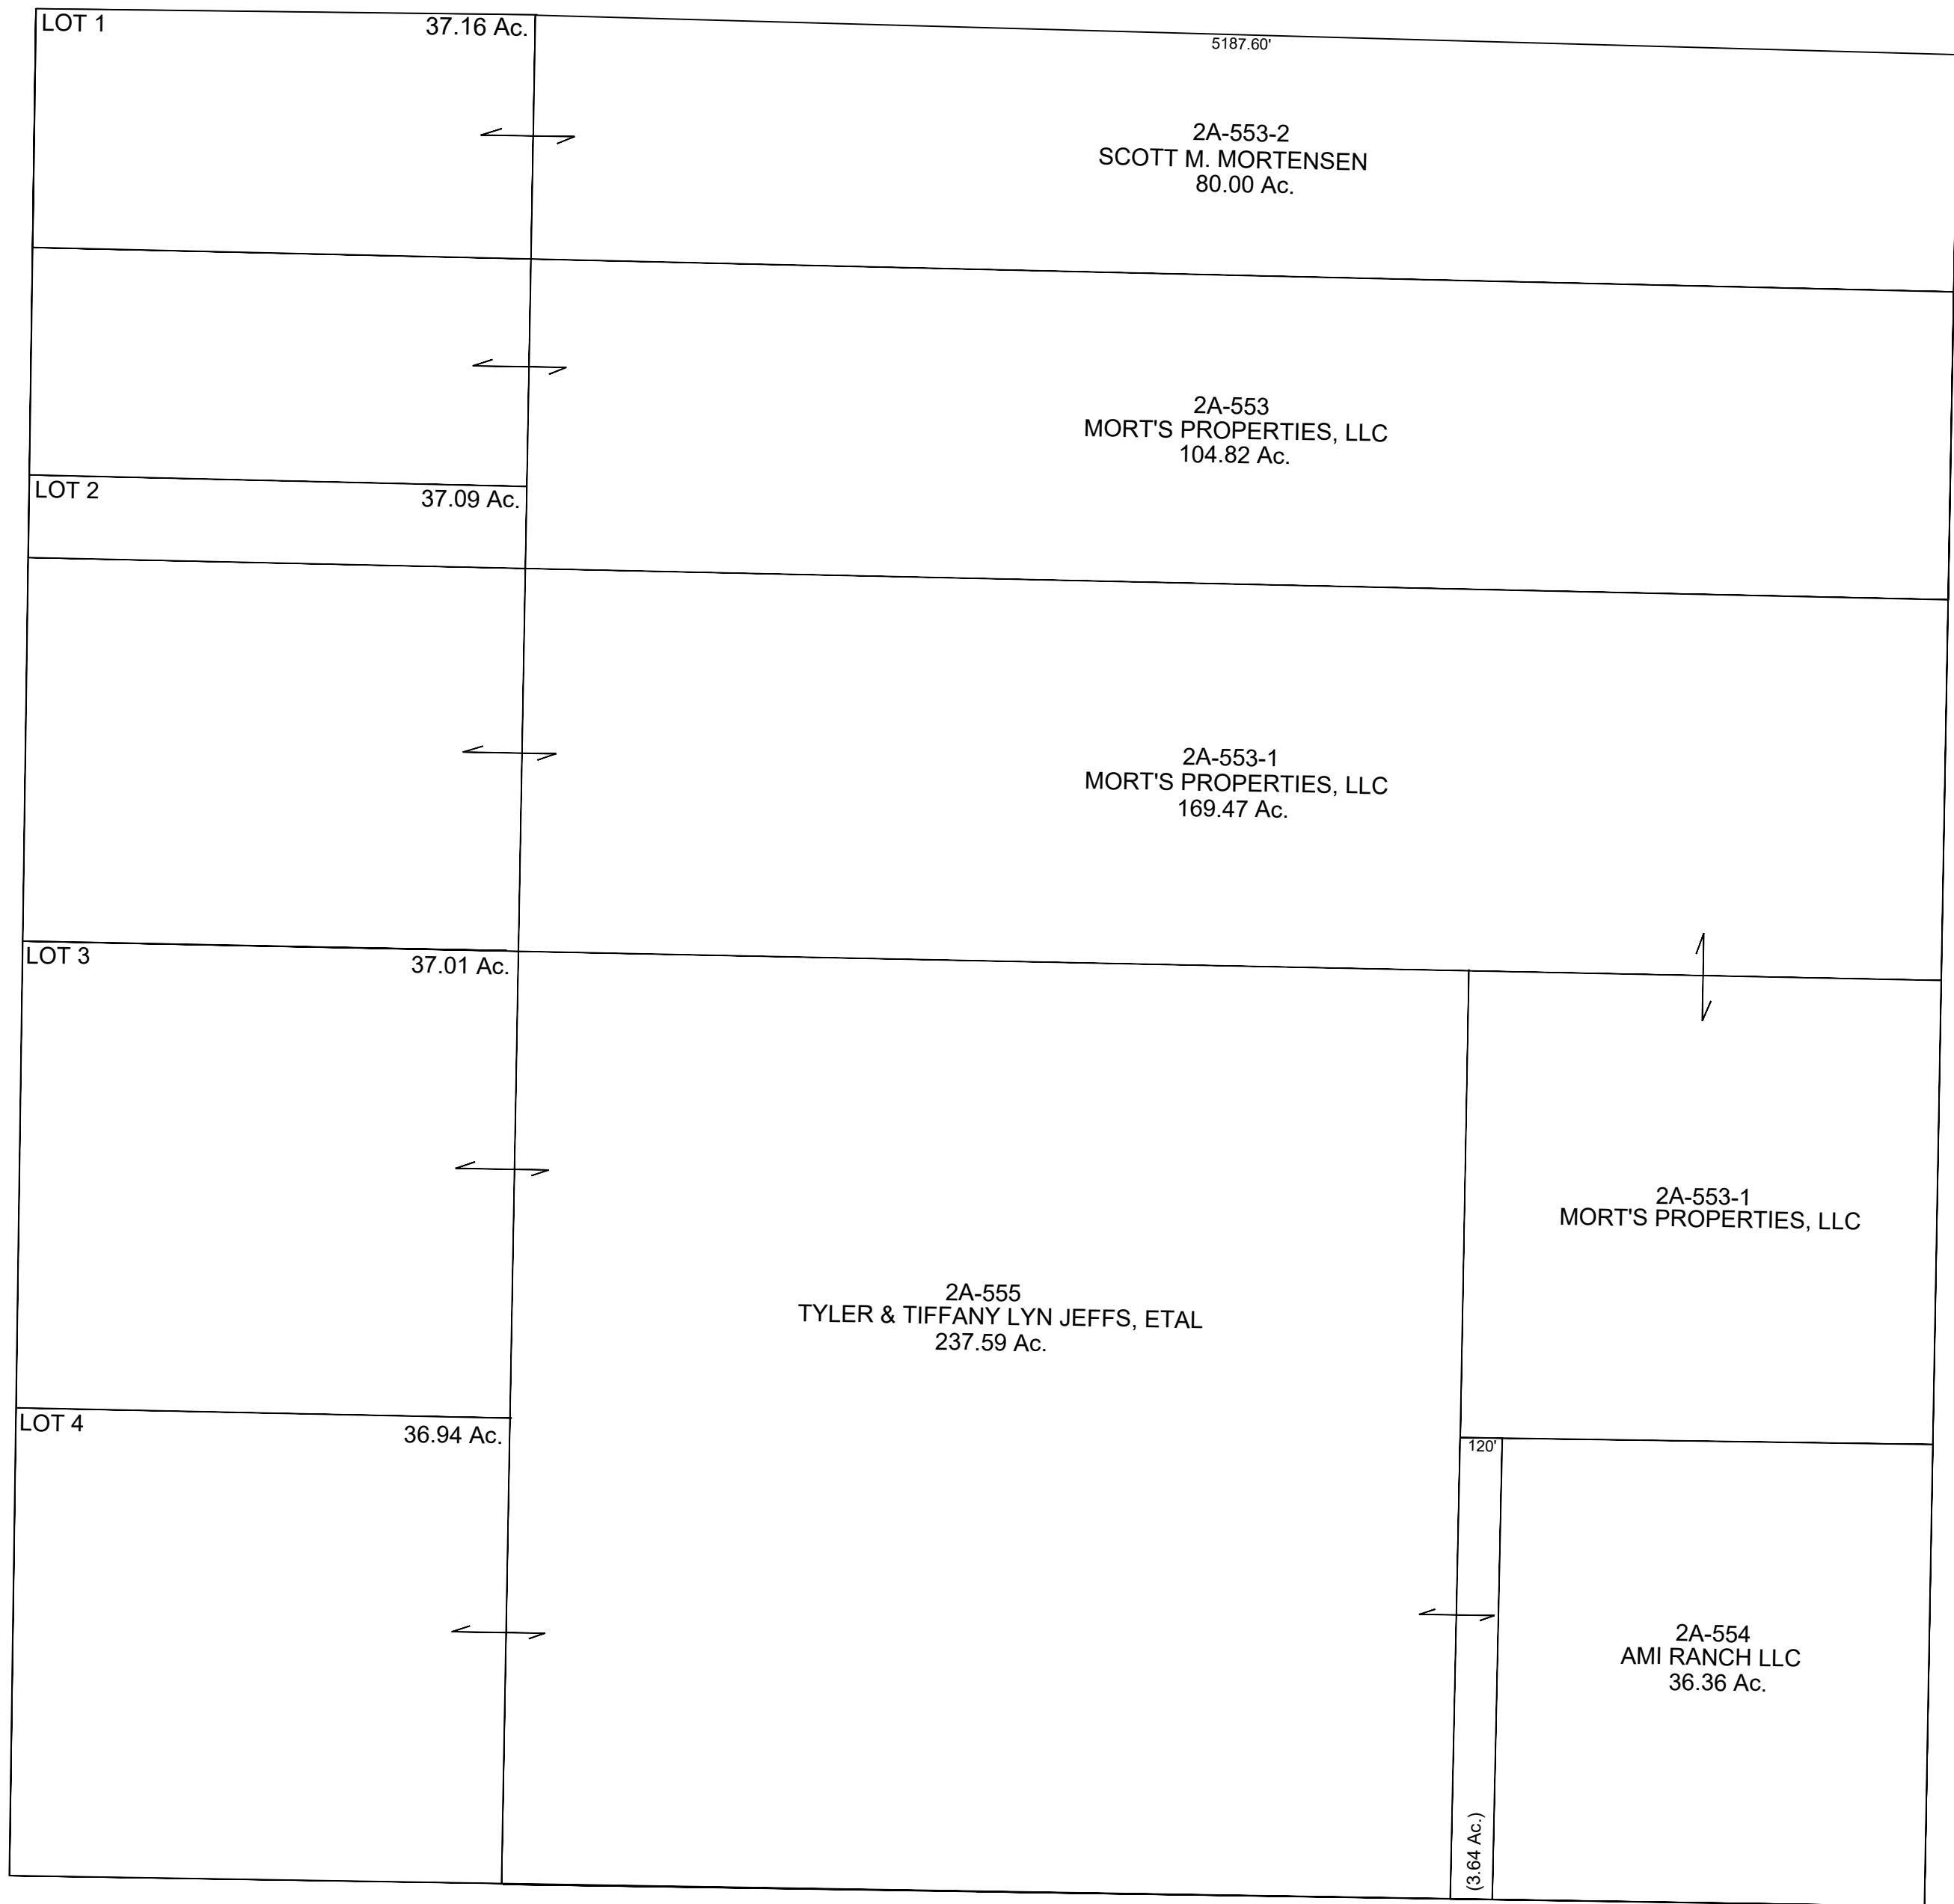 LOT 1
37.16 Ac.
5187.60'
2A-553-2
SCOTT M. MORTENSEN
80.00 Ac.
2A-553
MORT'S PROPERTIES, LLC
104.82 Ac.
LOT 2
37.09 Ac.
2A-553-1
MORT'S PROPERTIES, LLC
169.47 Ac.
LOT 3
37.01 Ac.
2A-553-1
MORT'S PROPERTIES, LLC
2A-555
TYLER & TIFFANY LYN JEFFS, ETAL
237.59 Ac.
LOT 4
36.94 Ac.
120'
2A-554
AMI RANCH LLC
36.36 Ac.
(3.64 Ac.)